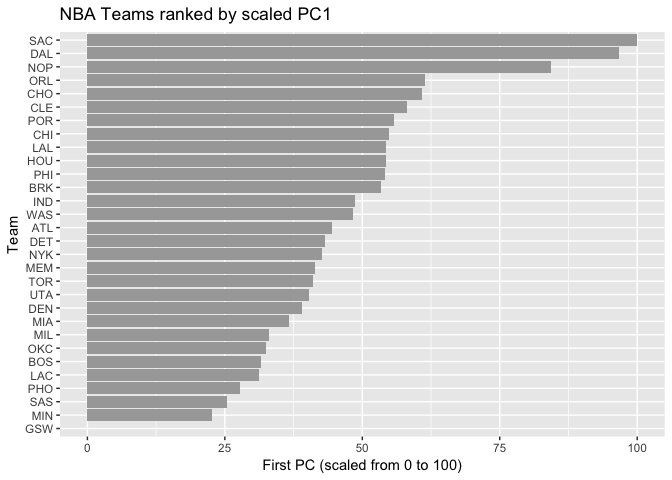 NBA Teams ranked by scaled PC1
SAC
DAL
NOP
ORL
CHO
CLE
POR
CHI
LAL
HOU
PHI
BRK
IND
WAS
ATL
DET
NYK
MEM
TOR
UTA
DEN
MIA
MIL
OKC
BOS
LAC
PHO
SAS
MIN
GSW
Team
0 25 50 75 100
First PC (scaled from 0 to 100)